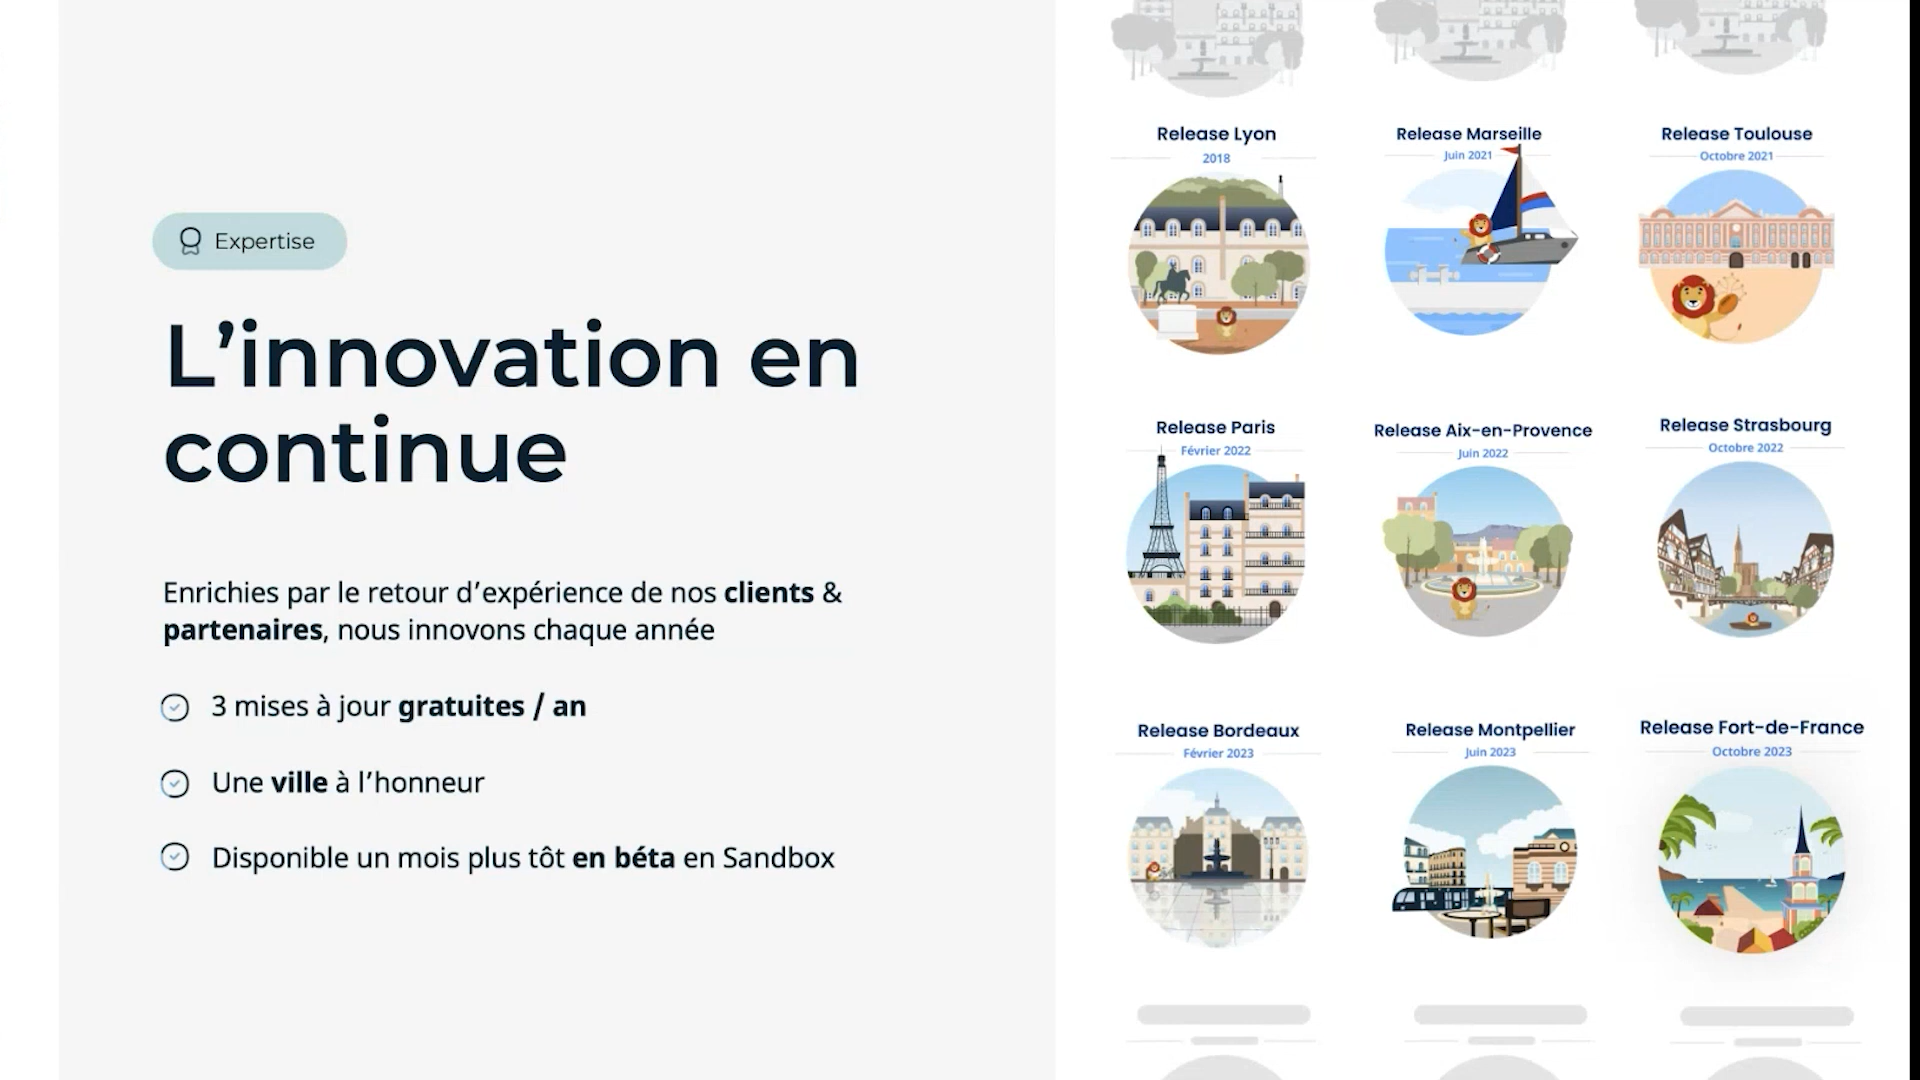 Expertise
L’innovation en
continue
Enrichies par le retour d’expérience de nos clients &
partenaires, nous innovons chaque année
3 mises à jour gratuites / an
Une ville à l’honneur
Disponible un mois plus tôt en béta en Sandbox
Release Lyon
2018
Release Marseille
Juin 2021
Release Toulouse
Octobre 2021
Release Paris
Février 2022
Release Aix-en-Provence
Juin 2022
Release Strasbourg
Octobre 2022
Release Bordeaux
Février 2023
Release Montpellier
Juin 2023
Release Fort-de-France
Octobre 2023